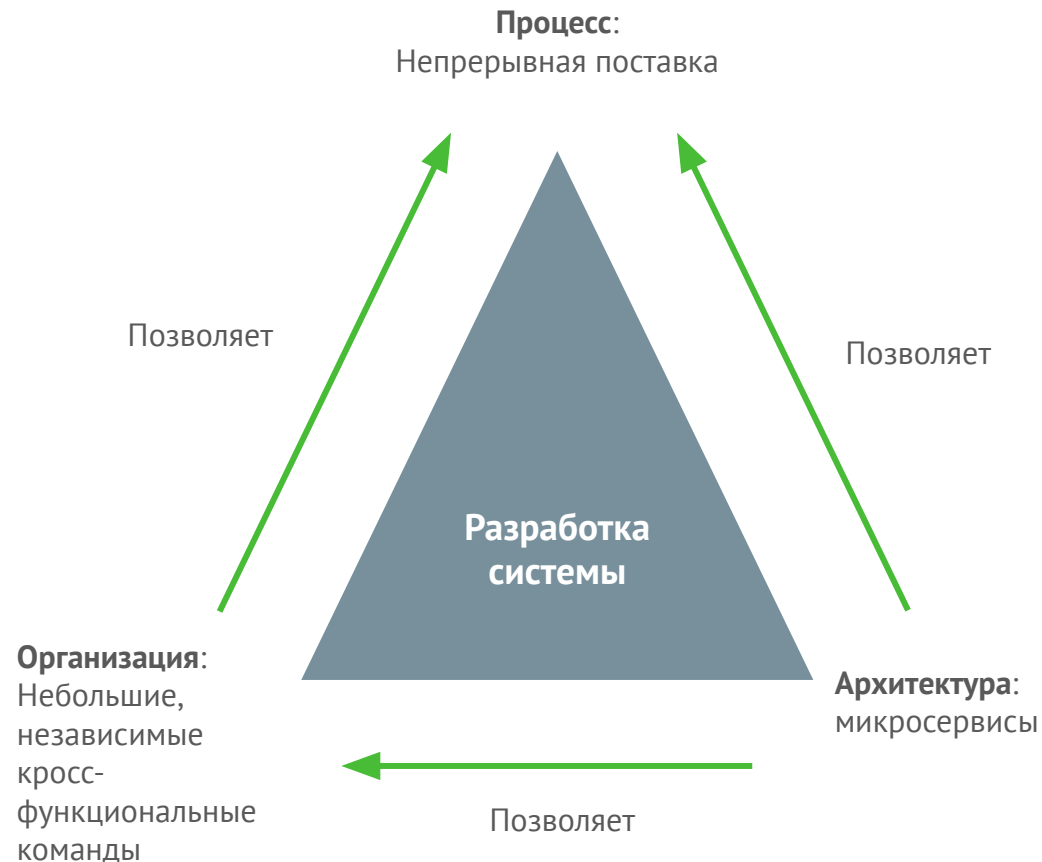 Процесс:
Непрерывная поставка
Позволяет
Позволяет
Разработка
системы
Организация:
Небольшие,
независимые
кросс-
функциональные
команды
Архитектура:
микросервисы
Позволяет